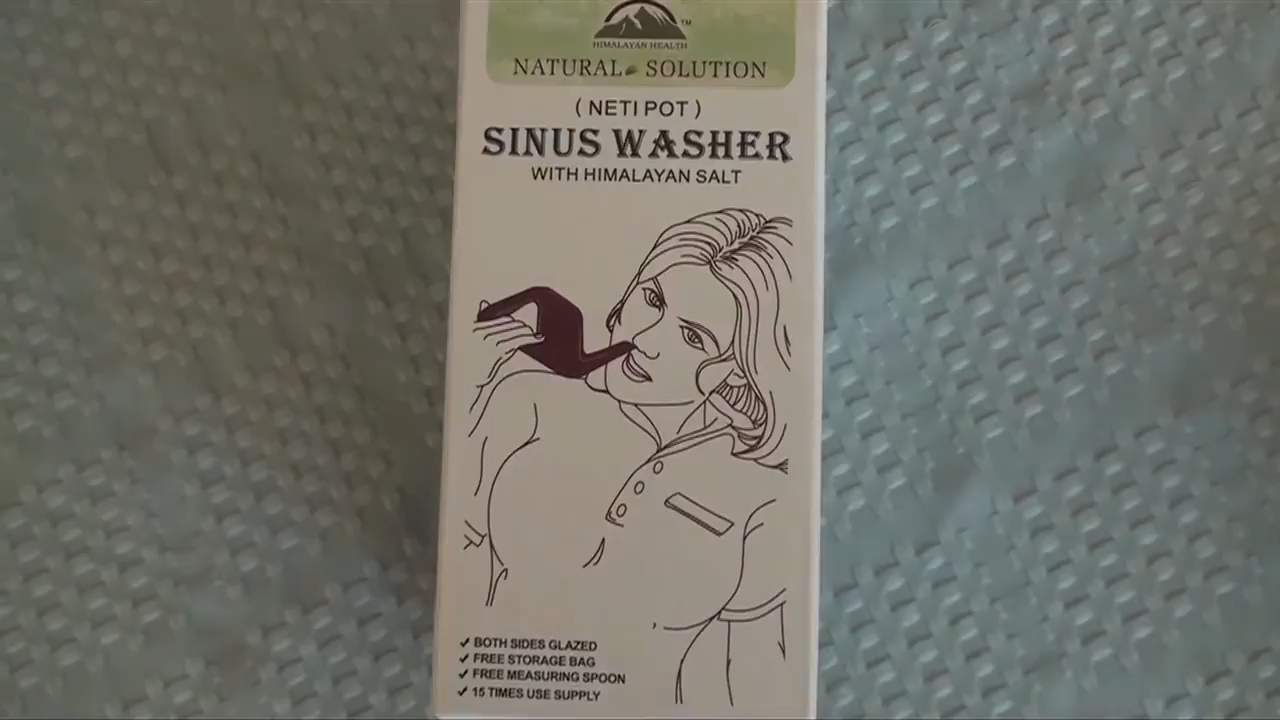 TM
HIMALAYAN HEALTH
NATURAL SOLUTION
( NETI POT )
SINUS WASHER
WITH HIMALAYAN SALT
✓ BOTH SIDES GLAZED
✓ FREE STORAGE BAG
✓ FREE MEASURING SPOON
✓ 15 TIMES USE SUPPLY